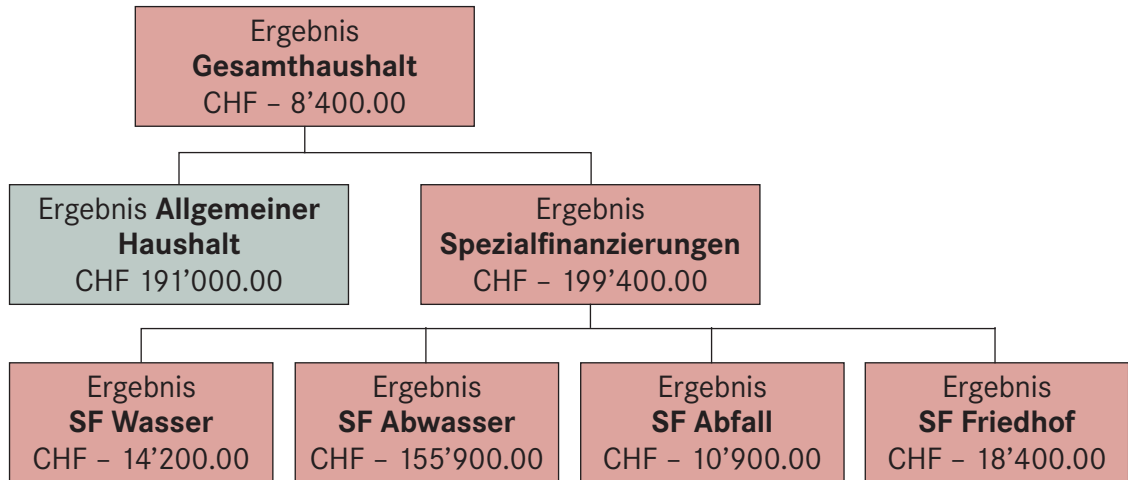 Ergebnis
Gesamthaushalt
CHF – 8’400.00
Ergebnis Allgemeiner
Haushalt
CHF 191’000.00
Ergebnis
Spezialfinanzierungen
CHF – 199’400.00
Ergebnis
SF Wasser
CHF – 14’200.00
Ergebnis
SF Abwasser
CHF – 155’900.00
Ergebnis
SF Abfall
CHF – 10’900.00
Ergebnis
SF Friedhof
CHF – 18’400.00